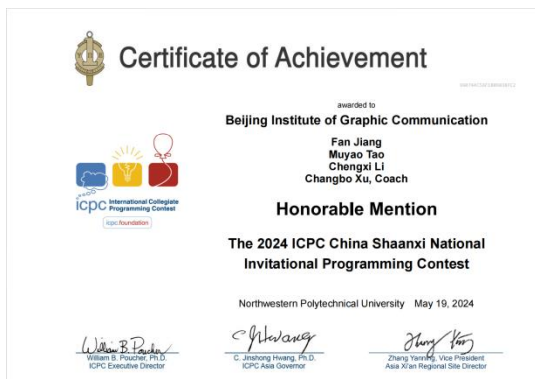 Certificate of Achievement
awarded to
Beijing Institute of Graphic Communication
Fan Jiang
Muyao Tao
Chengxi Li
Changbo Xu, Coach
Honorable Mention
The 2024 ICPC China Shaanxi National
Invitational Programming Contest
icpc International Collegiate
Programming Contest
icpc.foundation
Northwestern Polytechnical University May 19, 2024
William B. Poucher, Ph.D.
ICPC Executive Director
C. Jinshong Hwang, Ph.D.
ICPC Asia Governor
Zhang Yanning, Vice President
Asia Xi'an Regional Site Director